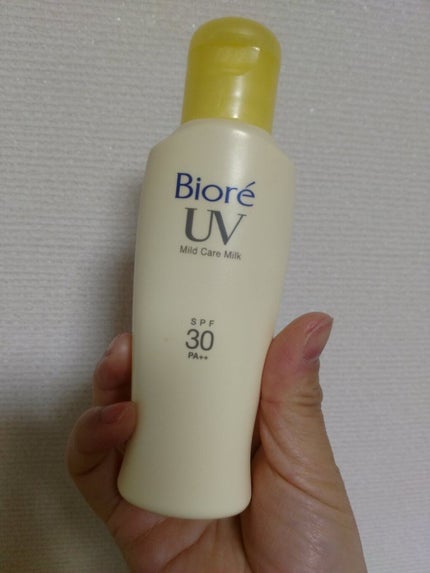 Bioré
UV
Mild Care Milk
SPF
30
PA++